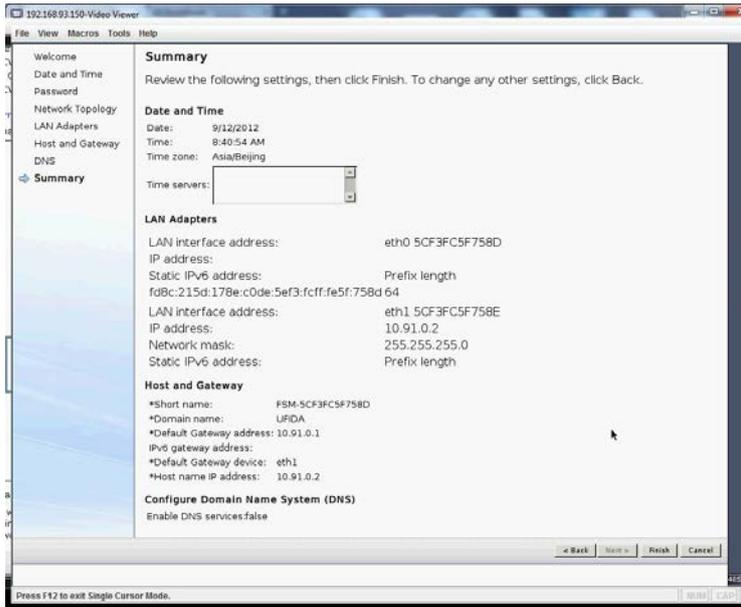 192.168.93.150-Video Viewer
File View Macros Tools Help
Welcome
Date and Time
Password
Network Topology
LAN Adapters
Host and Gateway
DNS
Summary
Summary
Review the following settings, then click Finish. To change any other settings, click Back.
Date and Time
Date: 9/12/2012
Time: 8:40:54 AM
Time zone: Asia/Beijing
Time servers:
LAN Adapters
LAN interface address: eth0 5CF3FC5F758D
IP address:
Static IPv6 address: Prefix length
fd8c:215d:178e:c0de:5ef3:fcff:fe5f:758d 64
LAN interface address: eth1 5CF3FC5F758E
IP address: 10.91.0.2
Network mask: 255.255.255.0
Static IPv6 address: Prefix length
Host and Gateway
*Short name: FSM-5CF3FC5F758D
*Domain name: UFIDA
*Default Gateway address: 10.91.0.1
IPv6 gateway address:
*Default Gateway device: eth1
*Host name IP address: 10.91.0.2
Configure Domain Name System (DNS)
Enable DNS services:false
< Back Next > Finish Cancel
Press F12 to exit Single Cursor Mode.
NUM CAP